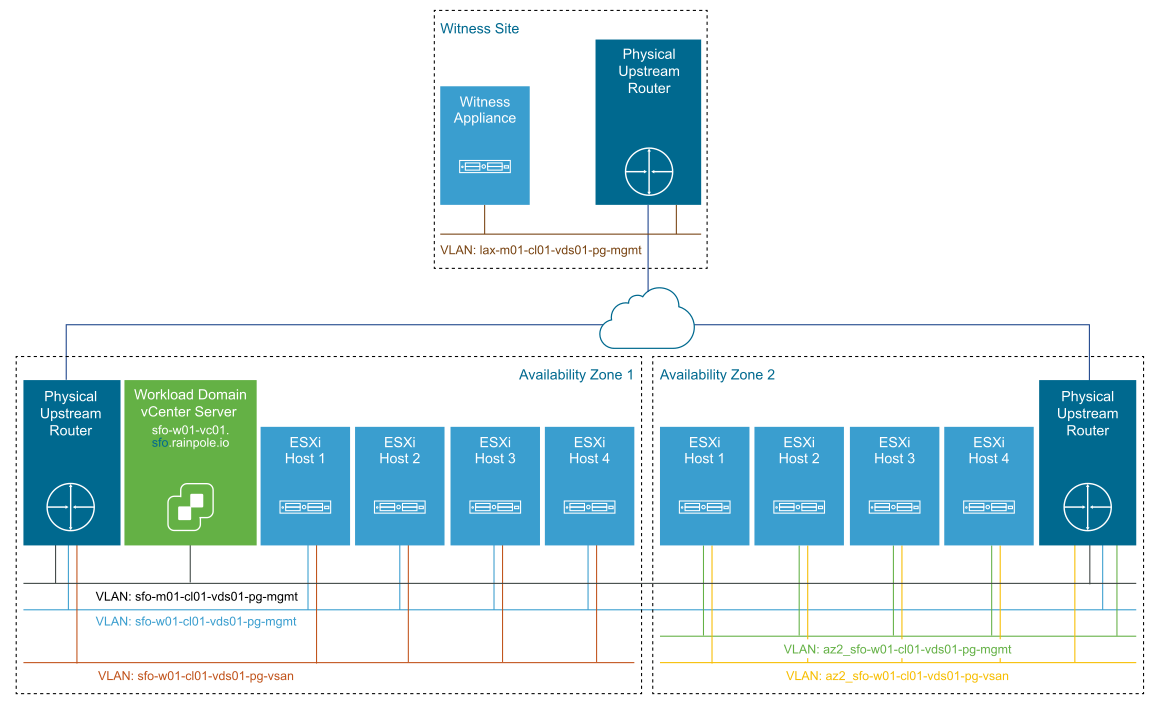 Witness Site
Physical
Upstream
Router
Witness
Appliance
VLAN: lax-m01-cl01-vds01-pg-mgmt
Availability Zone 1
Physical
Upstream
Router
Workload Domain
vCenter Server
sfo-w01-vc01.
sfo.rainpole.io
ESXi
Host 1
ESXi
Host 2
ESXi
Host 3
ESXi
Host 4
VLAN: sfo-m01-cl01-vds01-pg-mgmt
VLAN: sfo-w01-cl01-vds01-pg-mgmt
VLAN: sfo-w01-cl01-vds01-pg-vsan
Availability Zone 2
ESXi
Host 1
ESXi
Host 2
ESXi
Host 3
ESXi
Host 4
Physical
Upstream
Router
VLAN: az2_sfo-w01-cl01-vds01-pg-mgmt
VLAN: az2_sfo-w01-cl01-vds01-pg-vsan